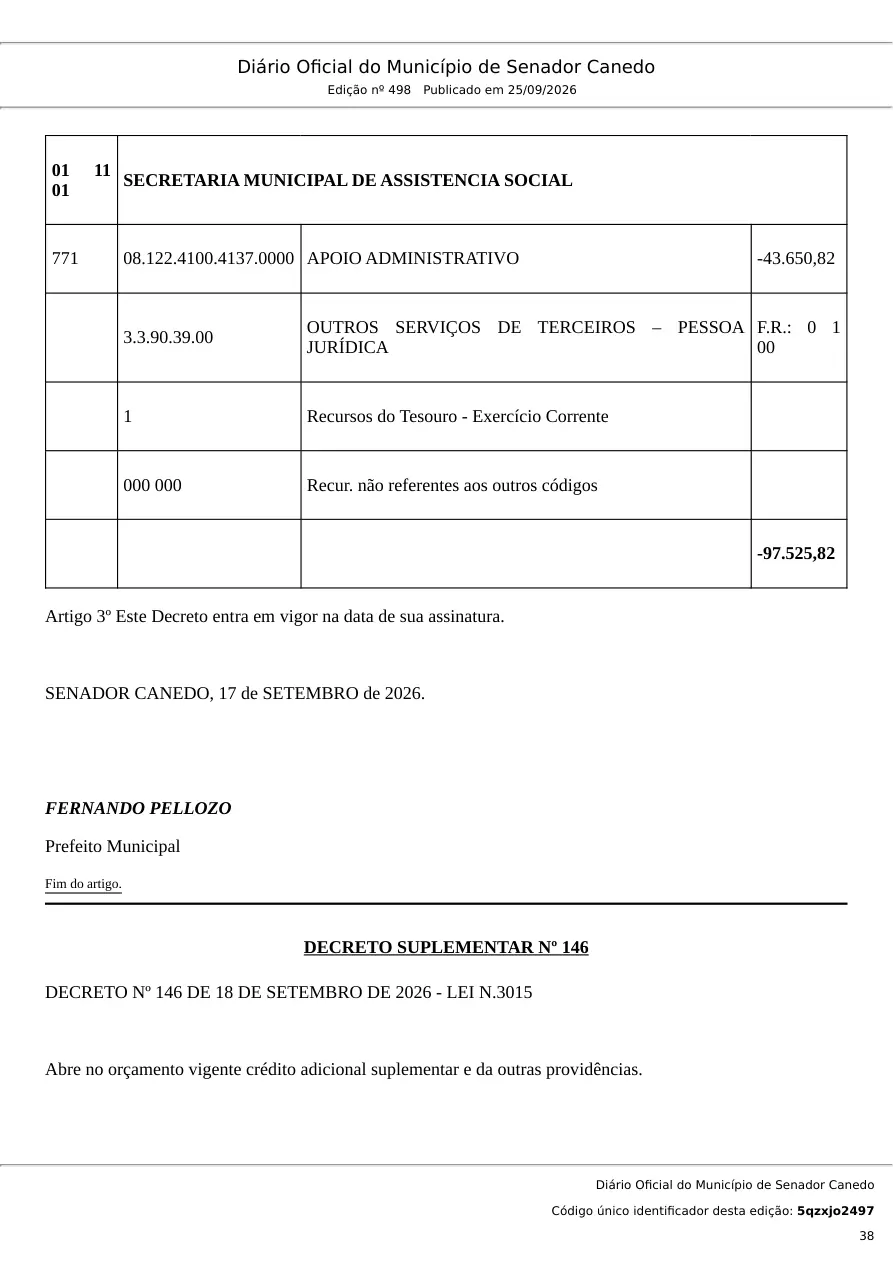 Diário Oficial do Município de Senador Canedo
Edição nº 498 Publicado em 25/09/2026
01 11
01
SECRETARIA MUNICIPAL DE ASSISTENCIA SOCIAL
771 08.122.4100.4137.0000 APOIO ADMINISTRATIVO -43.650,82
3.3.90.39.00 OUTROS SERVIÇOS DE TERCEIROS – PESSOA F.R.: 0 1
JURÍDICA 00
1 Recursos do Tesouro - Exercício Corrente
000 000 Recur. não referentes aos outros códigos
-97.525,82
Artigo 3º Este Decreto entra em vigor na data de sua assinatura.
SENADOR CANEDO, 17 de SETEMBRO de 2026.
FERNANDO PELLOZO
Prefeito Municipal
Fim do artigo.
DECRETO SUPLEMENTAR Nº 146
DECRETO Nº 146 DE 18 DE SETEMBRO DE 2026 - LEI N.3015
Abre no orçamento vigente crédito adicional suplementar e da outras providências.
Diário Oficial do Município de Senador Canedo
Código único identificador desta edição: 5qzxjo2497
38